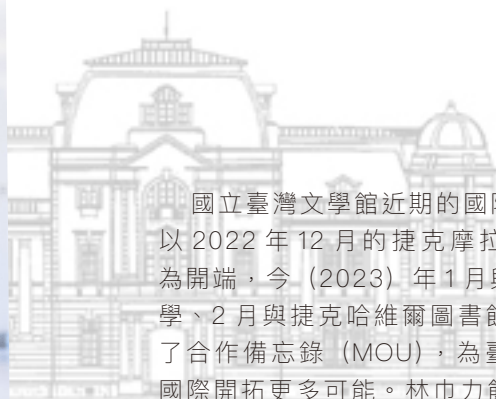 國立臺灣文學館近期的國
以 2022 年 12 月的捷克摩拉
為開端，今（2023）年 1 月與
學、2 月與捷克哈維爾圖書館
了合作備忘錄（MOU），為臺
國際開拓更多可能。林巾力館